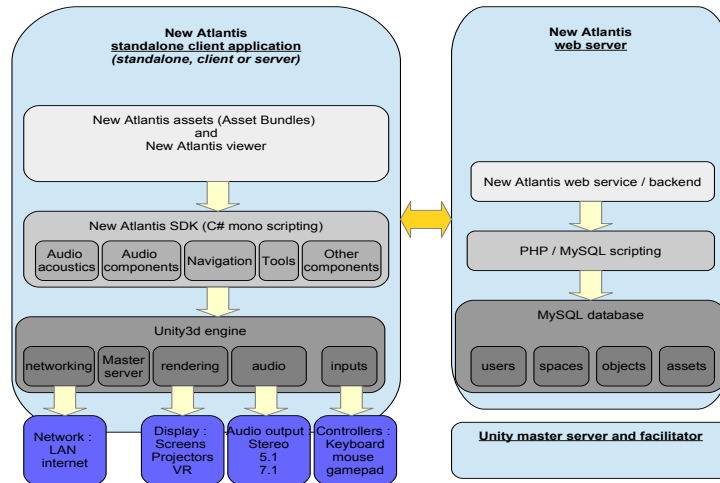 New Atlantis
standalone client application
(standalone, client or server)
New Atlantis assets (Asset Bundles)
and
New Atlantis viewer
New Atlantis SDK (C# mono scripting)
Audio
acoustics
Audio
components
Navigation
Tools
Other
components
Unity3d engine
networking
Master
server
rendering
audio
inputs
Network :
LAN
internet
Display :
Screens
Projectors
VR
Audio output :
Stereo
5.1
7.1
Controllers :
Keyboard
mouse
gamepad
New Atlantis
web server
New Atlantis web service / backend
PHP / MySQL scripting
MySQL database
users
spaces
objects
assets
Unity master server and facilitator